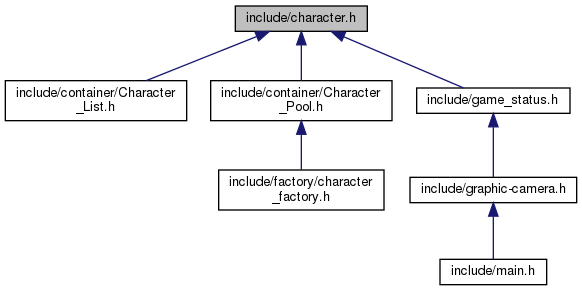 include/character.h
include/container/Character
_List.h
include/container/Character
_Pool.h
include/game_status.h
include/factory/character
_factory.h
include/graphic-camera.h
include/main.h